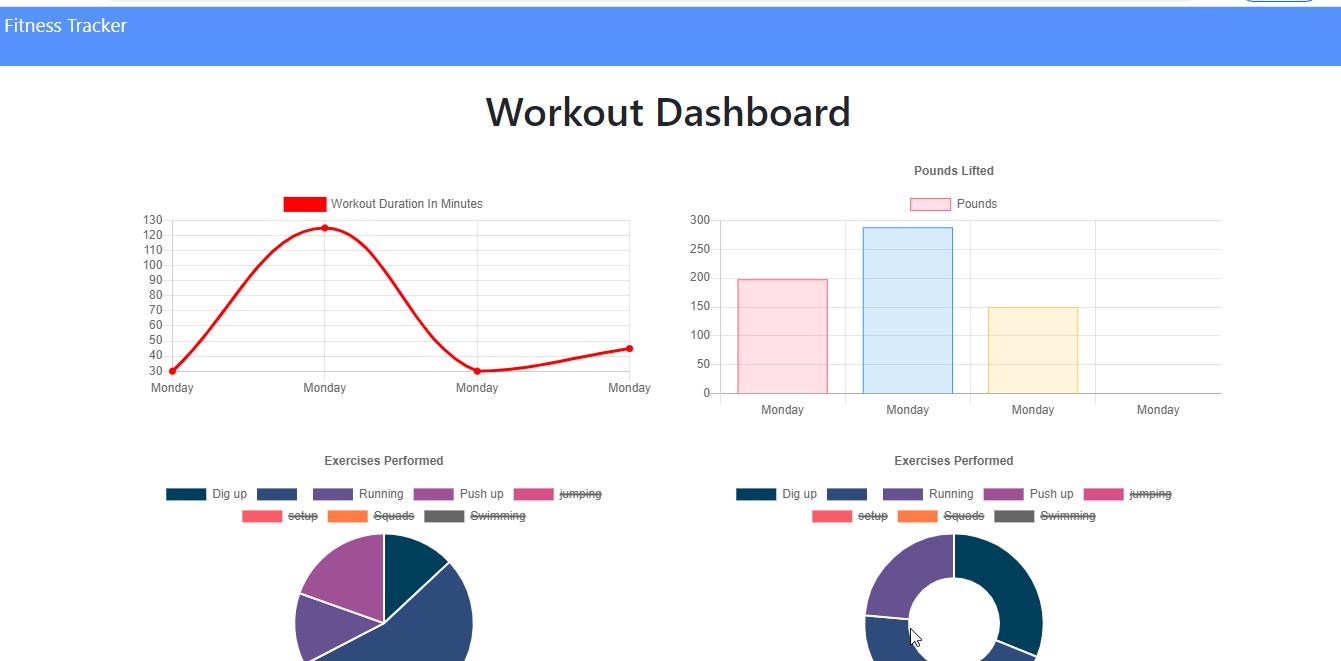 Fitness Tracker
Workout Dashboard
Workout Duration In Minutes
130
120
110
100
90
80
70
60
50
40
30
Monday Monday Monday Monday
Pounds Lifted
Pounds
300
250
200
150
100
50
0
Monday Monday Monday Monday
Exercises Performed
Dig up Running Push up jumping
setup Squads Swimming
Exercises Performed
Dig up Running Push up jumping
setup Squads Swimming